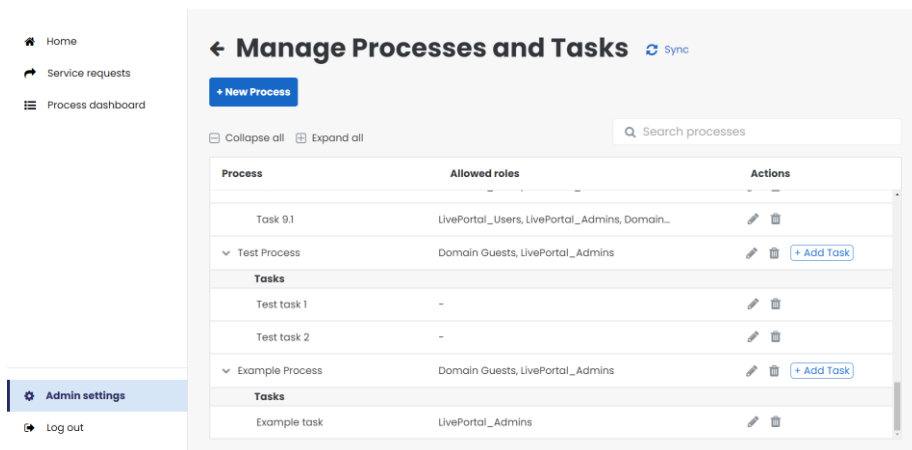 Home
Service requests
Process dashboard
Admin settings
Log out
Manage Processes and Tasks Sync
+ New Process
Collapse all Expand all
Search processes
Process Allowed roles Actions
Task 9.1 LivePortal_Users, LivePortal_Admins, Domain...
Test Process Domain Guests, LivePortal_Admins + Add Task
Tasks
Test task 1 -
Test task 2 -
Example Process Domain Guests, LivePortal_Admins + Add Task
Tasks
Example task LivePortal_Admins